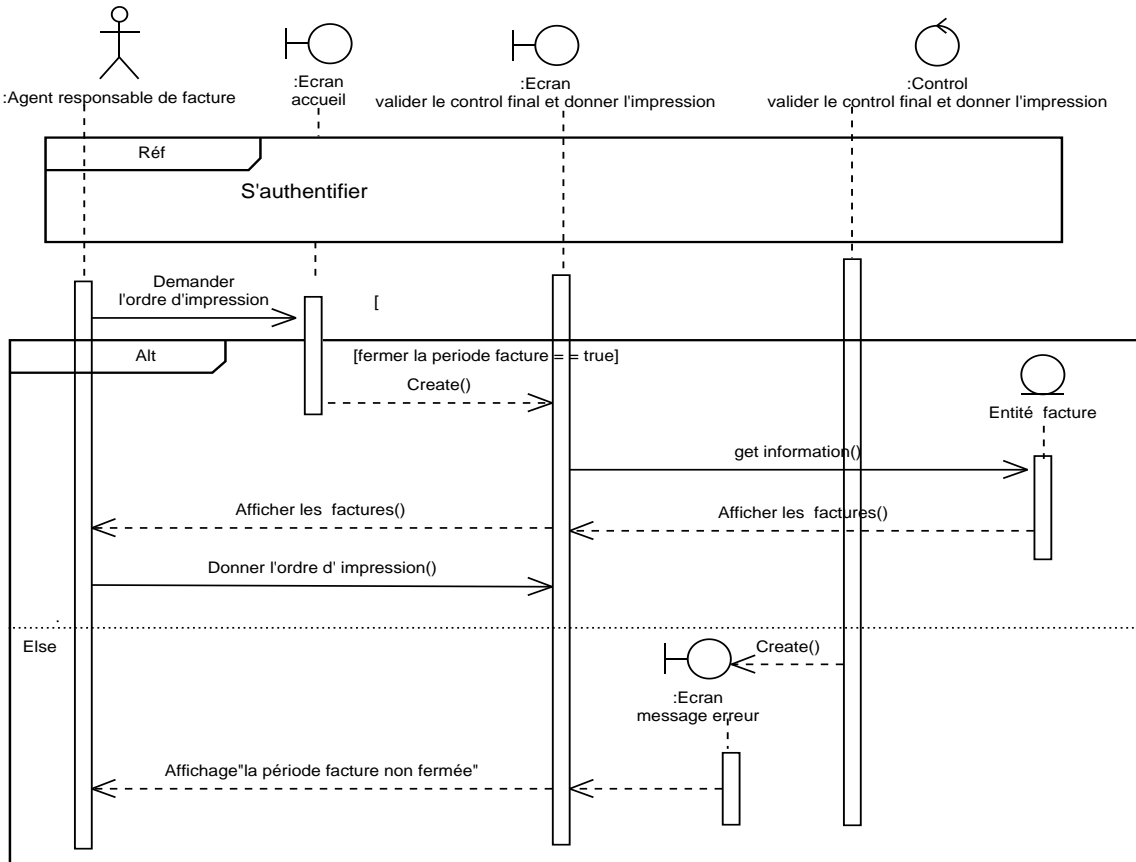 :Agent responsable de facture
:Ecran
accueil
:Ecran
valider le control final et donner l'impression
:Control
valider le control final et donner l'impression
Réf
S'authentifier
Demander
l'ordre d'impression
[
Alt
[fermer la periode facture = = true]
Create()
Entité facture
get information()
Afficher les factures()
Afficher les factures()
Donner l'ordre d' impression()
.
Else
Create()
:Ecran
message erreur
Affichage"la période facture non fermée"